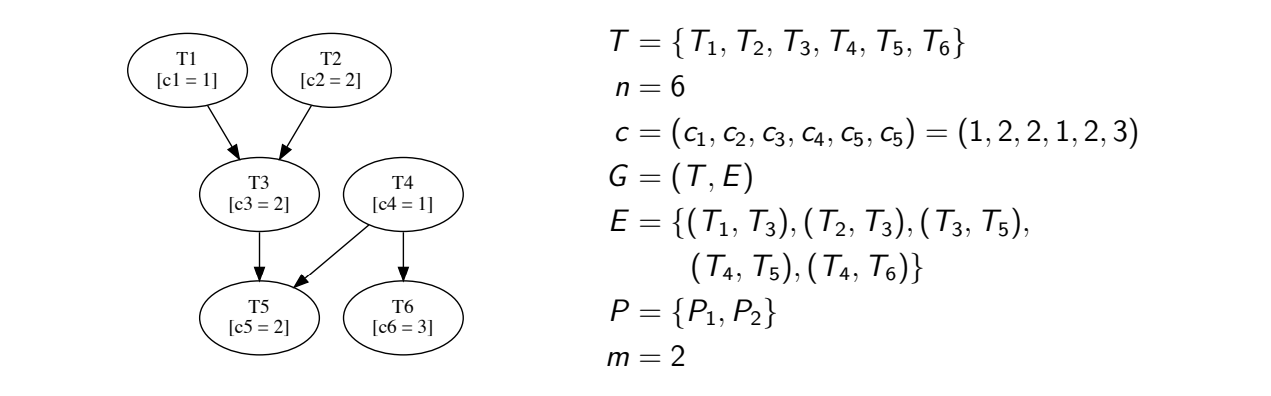 T1
[c1 = 1]
T2
[c2 = 2]
T3
[c3 = 2]
T4
[c4 = 1]
T5
[c5 = 2]
T6
[c6 = 3]
T = {T₁, T₂, T₃, T₄, T₅, T₆}
n = 6
c = (c₁, c₂, c₃, c₄, c₅, c₅) = (1, 2, 2, 1, 2, 3)
G = (T, E)
E = {(T₁, T₃), (T₂, T₃), (T₃, T₅),
(T₄, T₅), (T₄, T₆)}
P = {P₁, P₂}
m = 2